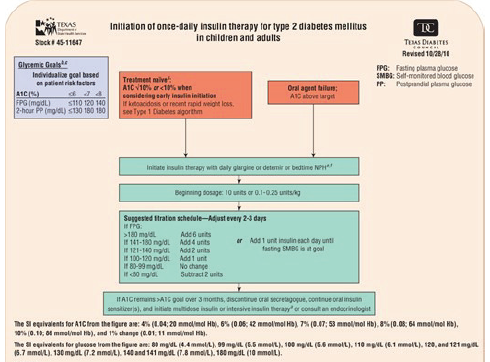 TEXAS
Department of
State Health Services
Stock # 45-11647
Initiation of once-daily insulin therapy for type 2 diabetes mellitus
in children and adults
TDC
TEXAS DIABETES
COUNCIL
Revised 10/28/10
Glycemic Goals
Individualize goal based
on patient risk factors
A1C (%) <6 <7 <8
FPG (mg/dL) ≤110 120 140
2-hour PP (mg/dL) ≤130 180 180
Treatment naïve:
A1C √10% or <10% when
considering early insulin initiation
If ketoacidosis or recent rapid weight loss,
see Type 1 Diabetes algorithm
Oral agent failure:
A1C above target
FPG: Fasting plasma glucose
SMBG: Self-monitored blood glucose
PP: Postprandial plasma glucose
Initiate insulin therapy with daily glargine or detemir or bedtime NPH
Beginning dosage: 10 units or 0.1-0.25 units/kg
Suggested titration schedule—Adjust every 2-3 days
If FPG:
>180 mg/dL Add 6 units
If 141-180 mg/dL Add 4 units
If 121-140 mg/dL Add 2 units
If 100-120 mg/dL Add 1 unit
If 80-99 mg/dL No change
If <80 mg/dL Subtract 2 units
or Add 1 unit insulin each day until
fasting SMBG is at goal
If A1C remains >A1C goal over 3-months, discontinue oral secretagogue, continue oral insulin
sensitizer(s), and initiate multidose insulin or intensive insulin therapy or consult an endocrinologist
The SI equivalents for A1C from the figure are: 4% (0.04; 20 mmol/mol Hb), 6% (0.06; 42 mmol/mol Hb), 7% (0.07; 53 mmol/mol Hb), 8% (0.08; 64 mmol/mol Hb),
10% (0.10; 86 mmol/mol Hb), and 1% change (0.01; 11 mmol/mol Hb).
The SI equivalents for glucose from the figure are: 80 mg/dL (4.4 mmol/L), 99 mg/dL (5.5 mmol/L), 100 mg/dL (5.6 mmol/L), 110 mg/dL (6.1 mmol/L), 120, and 121 mg/dL
(6.7 mmol/L), 130 mg/dL (7.2 mmol/L), 140 and 141 mg/dL (7.8 mmol/L), 180 mg/dL (10 mmol/L).